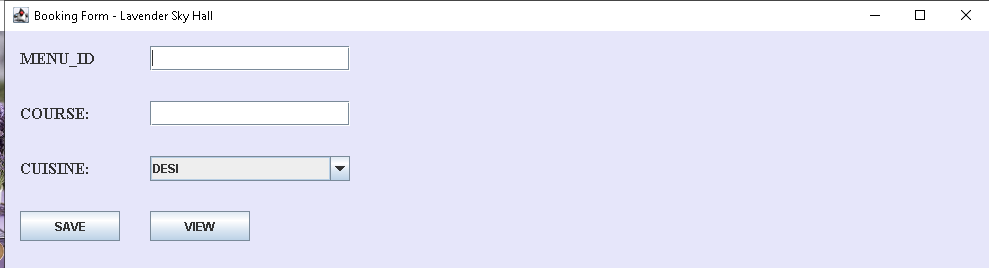 Booking Form - Lavender Sky Hall
MENU_ID
COURSE:
CUISINE: DESI
SAVE VIEW